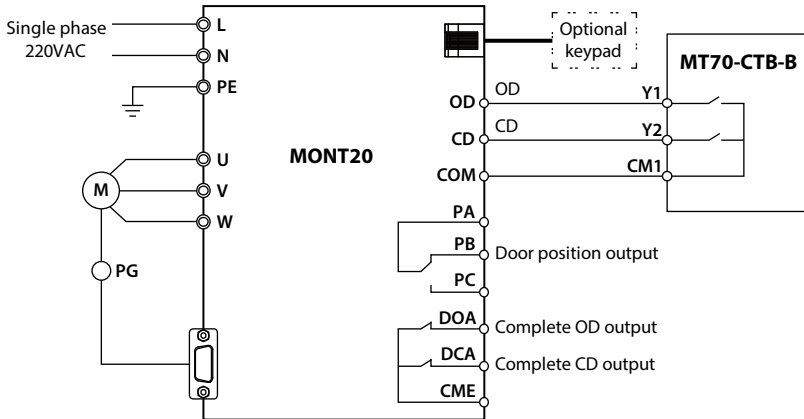 Single phase
220VAC
L
N
PE
U
V
W
M
PG
MONT20
Optional
keypad
MT70-CTB-B
OD
OD
Y1
CD
CD
Y2
COM
CM1
PA
PB
Door position output
PC
DOA
Complete OD output
DCA
Complete CD output
CME